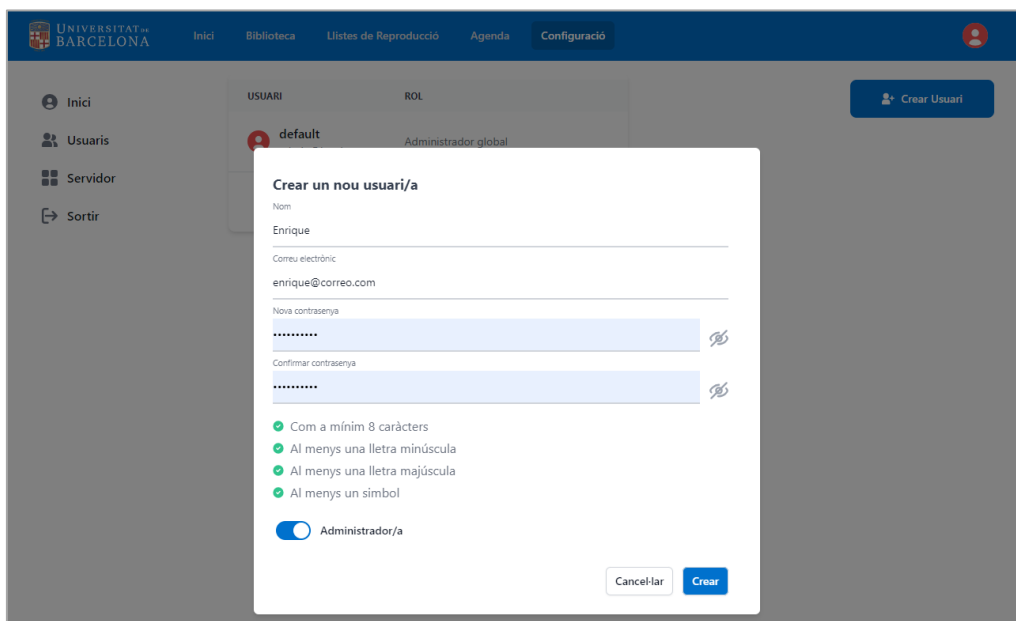 UNIVERSITAT DE
BARCELONA
Inici
Biblioteca
Llistes de Reproducció
Agenda
Configuració
Inici
Usuaris
Servidor
Sortir
USUARI
ROL
default
Administrador global
Crear Usuari
Crear un nou usuari/a
Nom
Enrique
Correu electrònic
enrique@correo.com
Nova contrasenya
••••••••••
Confirmar contrasenya
••••••••••
Com a mínim 8 caràcters
Al menys una lletra minúscula
Al menys una lletra majúscula
Al menys un simbol
Administrador/a
Cancel·lar
Crear